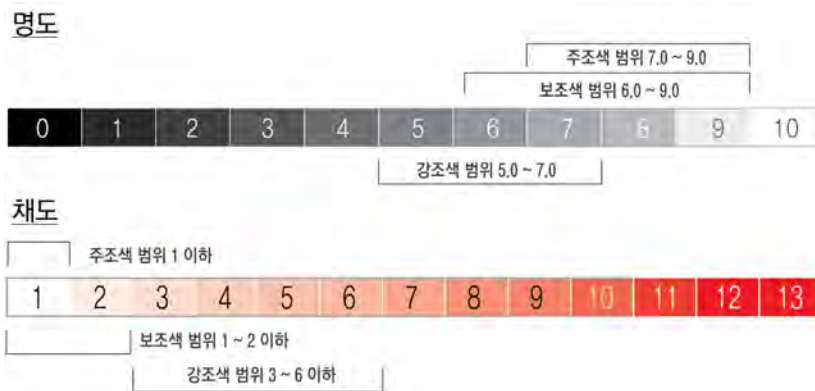 명도
주조색 범위 7.0 ~ 9.0
보조색 범위 6.0 ~ 9.0
0 1 2 3 4 5 6 7 8 9 10
강조색 범위 5.0 ~ 7.0
채도
주조색 범위 1 이하
1 2 3 4 5 6 7 8 9 10 11 12 13
보조색 범위 1 ~ 2 이하
강조색 범위 3 ~ 6 이하